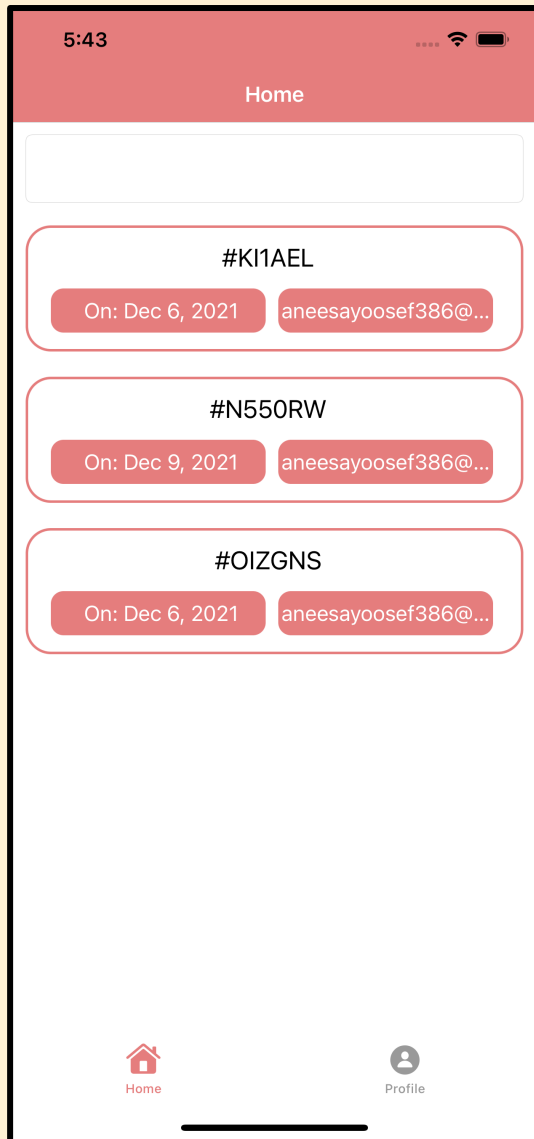 5:43
Home
#KI1AEL
On: Dec 6, 2021 aneesayoosef386@...
#N550RW
On: Dec 9, 2021 aneesayoosef386@...
#OIZGNS
On: Dec 6, 2021 aneesayoosef386@...
Home Profile